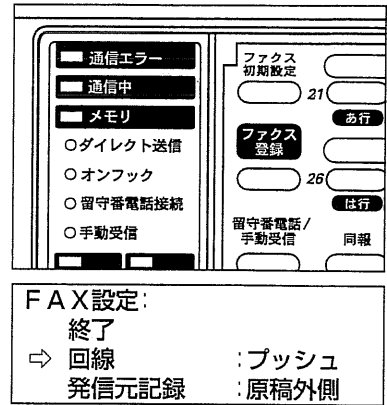 通信エラー
通信中
メモリ
ダイレクト送信
オンフック
留守番電話接続
手動受信
ファクス
初期設定
21
あ行
ファクス
登録
26
は行
留守番電話/
手動受信
同報
FAX設定:
終了
⇨ 回線 :プッシュ
発信元記録 :原稿外側